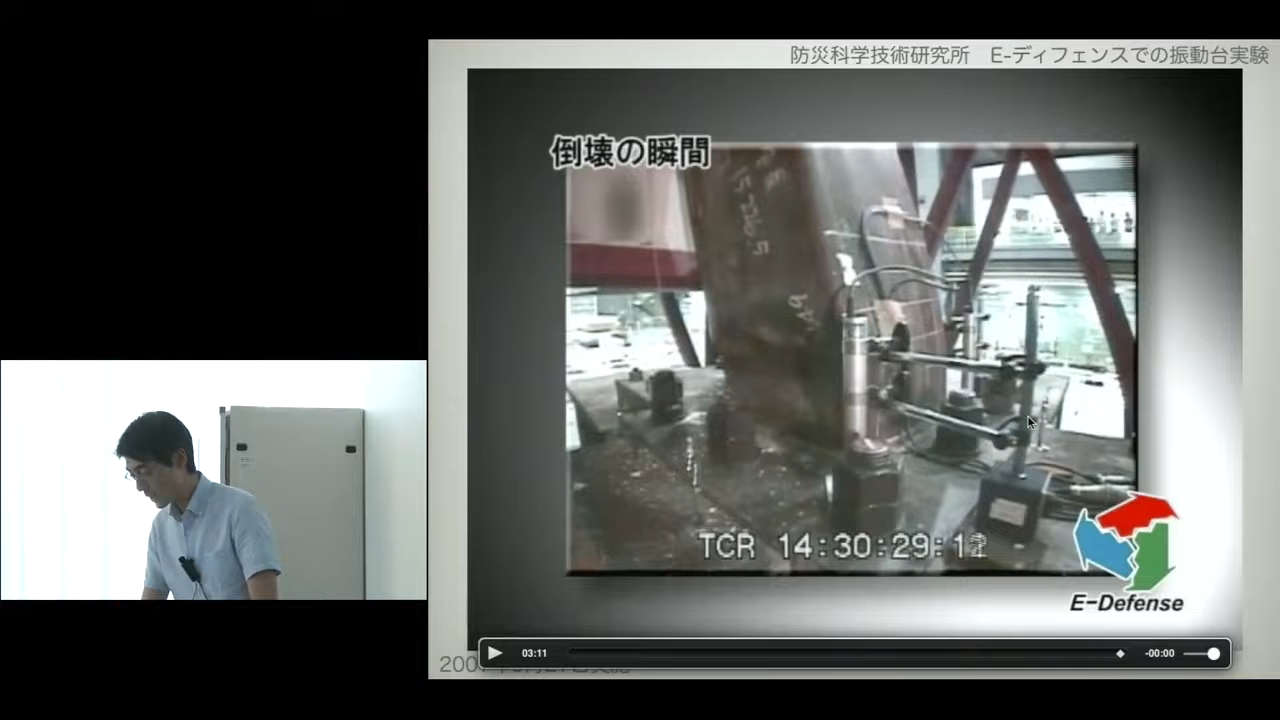 防災科学技術研究所　E-ディフェンスでの振動台実験
倒壊の瞬間
TCR 14:30:29:1
E-Defense
03:11
-00:00